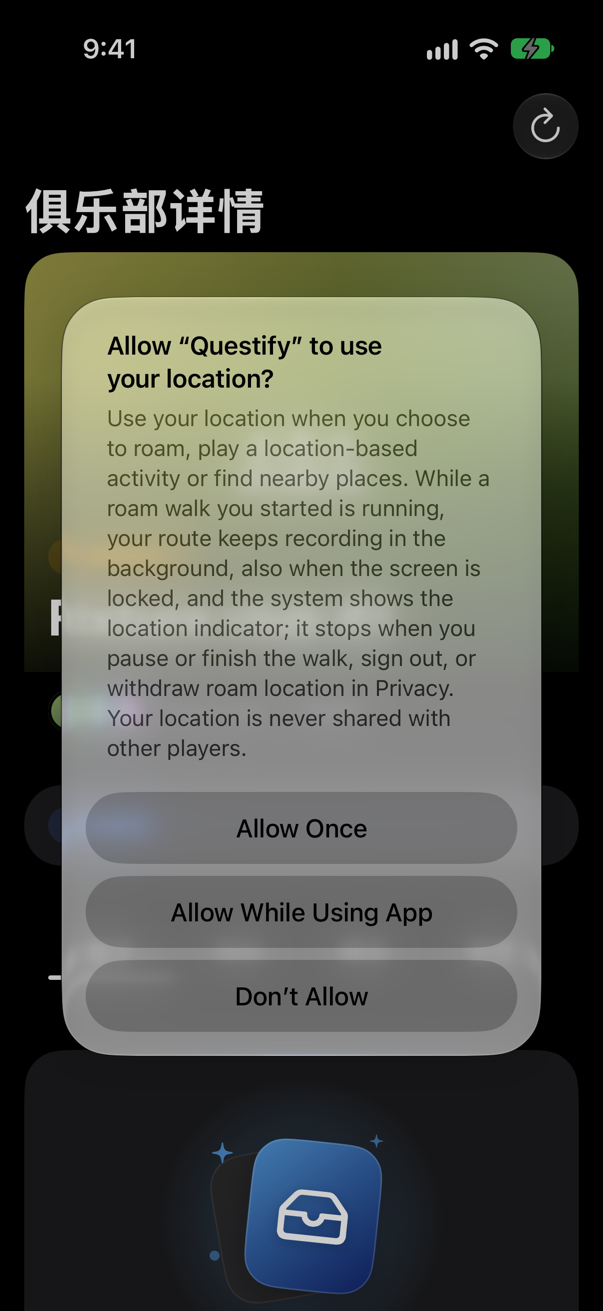 9:41
俱乐部详情
Allow “Questify” to use
your location?
Use your location when you choose
to roam, play a location-based
activity or find nearby places. While a
roam walk you started is running,
your route keeps recording in the
background, also when the screen is
locked, and the system shows the
location indicator; it stops when you
pause or finish the walk, sign out, or
withdraw roam location in Privacy.
Your location is never shared with
other players.
Allow Once
Allow While Using App
Don’t Allow